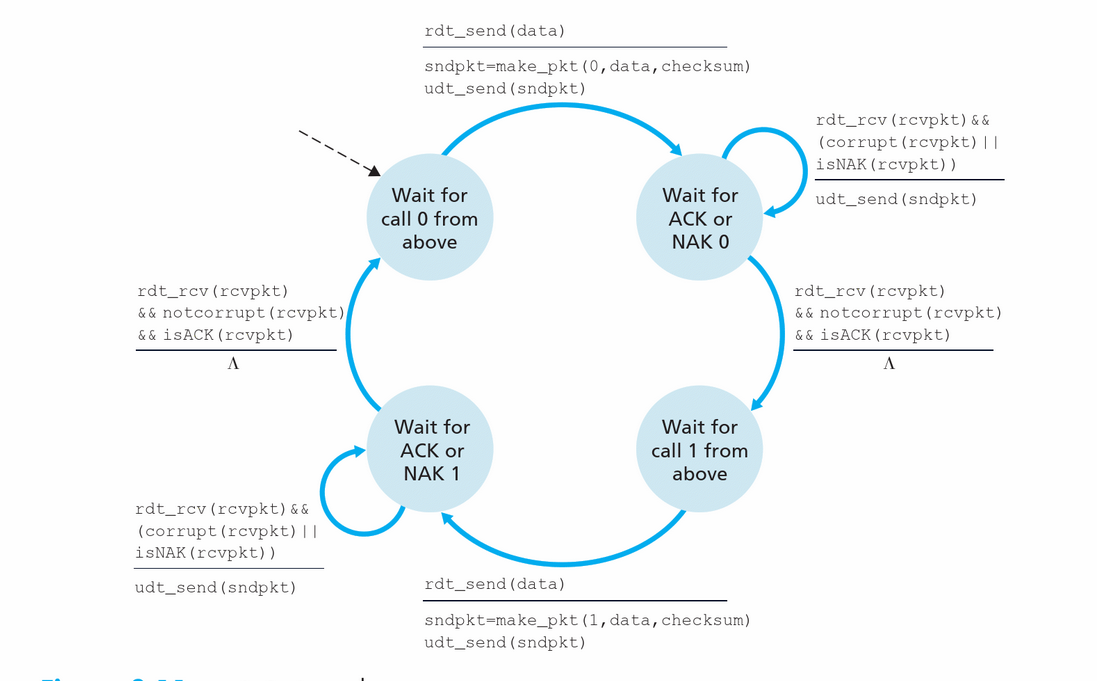 rdt_send(data)
sndpkt=make_pkt(0,data,checksum)
udt_send(sndpkt)
rdt_rcv(rcvpkt)&&
(corrupt(rcvpkt)||
isNAK(rcvpkt))
udt_send(sndpkt)
Wait for
call 0 from
above
Wait for
ACK or
NAK 0
rdt_rcv(rcvpkt)
&& notcorrupt(rcvpkt)
&& isACK(rcvpkt)
Λ
rdt_rcv(rcvpkt)
&& notcorrupt(rcvpkt)
&& isACK(rcvpkt)
Λ
Wait for
ACK or
NAK 1
Wait for
call 1 from
above
rdt_rcv(rcvpkt)&&
(corrupt(rcvpkt)||
isNAK(rcvpkt))
udt_send(sndpkt)
rdt_send(data)
sndpkt=make_pkt(1,data,checksum)
udt_send(sndpkt)